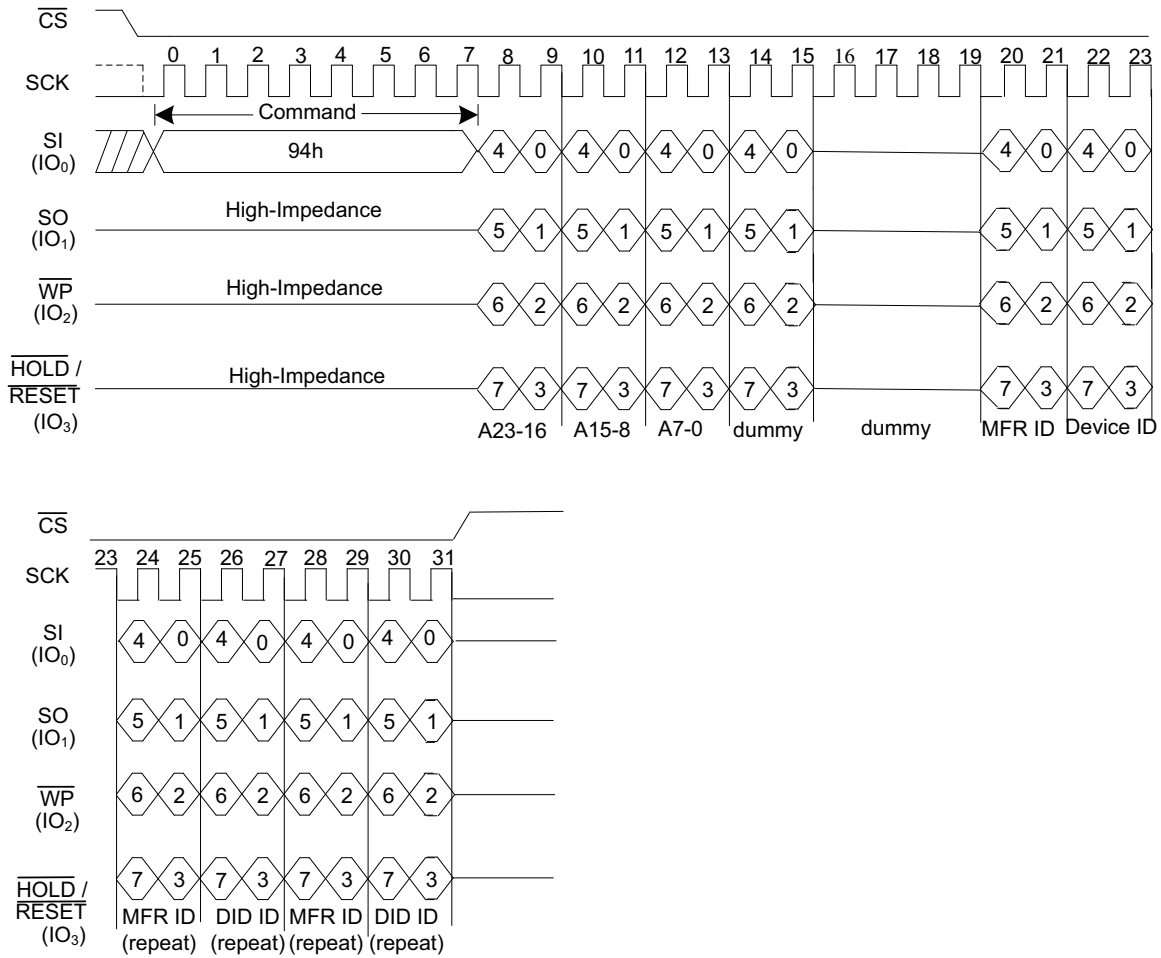 CS
0 1 2 3 4 5 6 7 8 9 10 11 12 13 14 15 16 17 18 19 20 21 22 23
SCK
Command
SI
(IO0)
94h
4 0 4 0 4 0 4 0 4 0 4 0
SO
(IO1)
High-Impedance
5 1 5 1 5 1 5 1 5 1 5 1
WP
(IO2)
High-Impedance
6 2 6 2 6 2 6 2 6 2 6 2
HOLD /
RESET
(IO3)
High-Impedance
7 3 7 3 7 3 7 3 7 3 7 3
A23-16 A15-8 A7-0 dummy dummy MFR ID Device ID
CS
23 24 25 26 27 28 29 30 31
SCK
SI
(IO0)
4 0 4 0 4 0 4 0
SO
(IO1)
5 1 5 1 5 1 5 1
WP
(IO2)
6 2 6 2 6 2 6 2
HOLD /
RESET
(IO3)
7 3 7 3 7 3 7 3
MFR ID DID ID MFR ID DID ID
(repeat) (repeat) (repeat) (repeat)